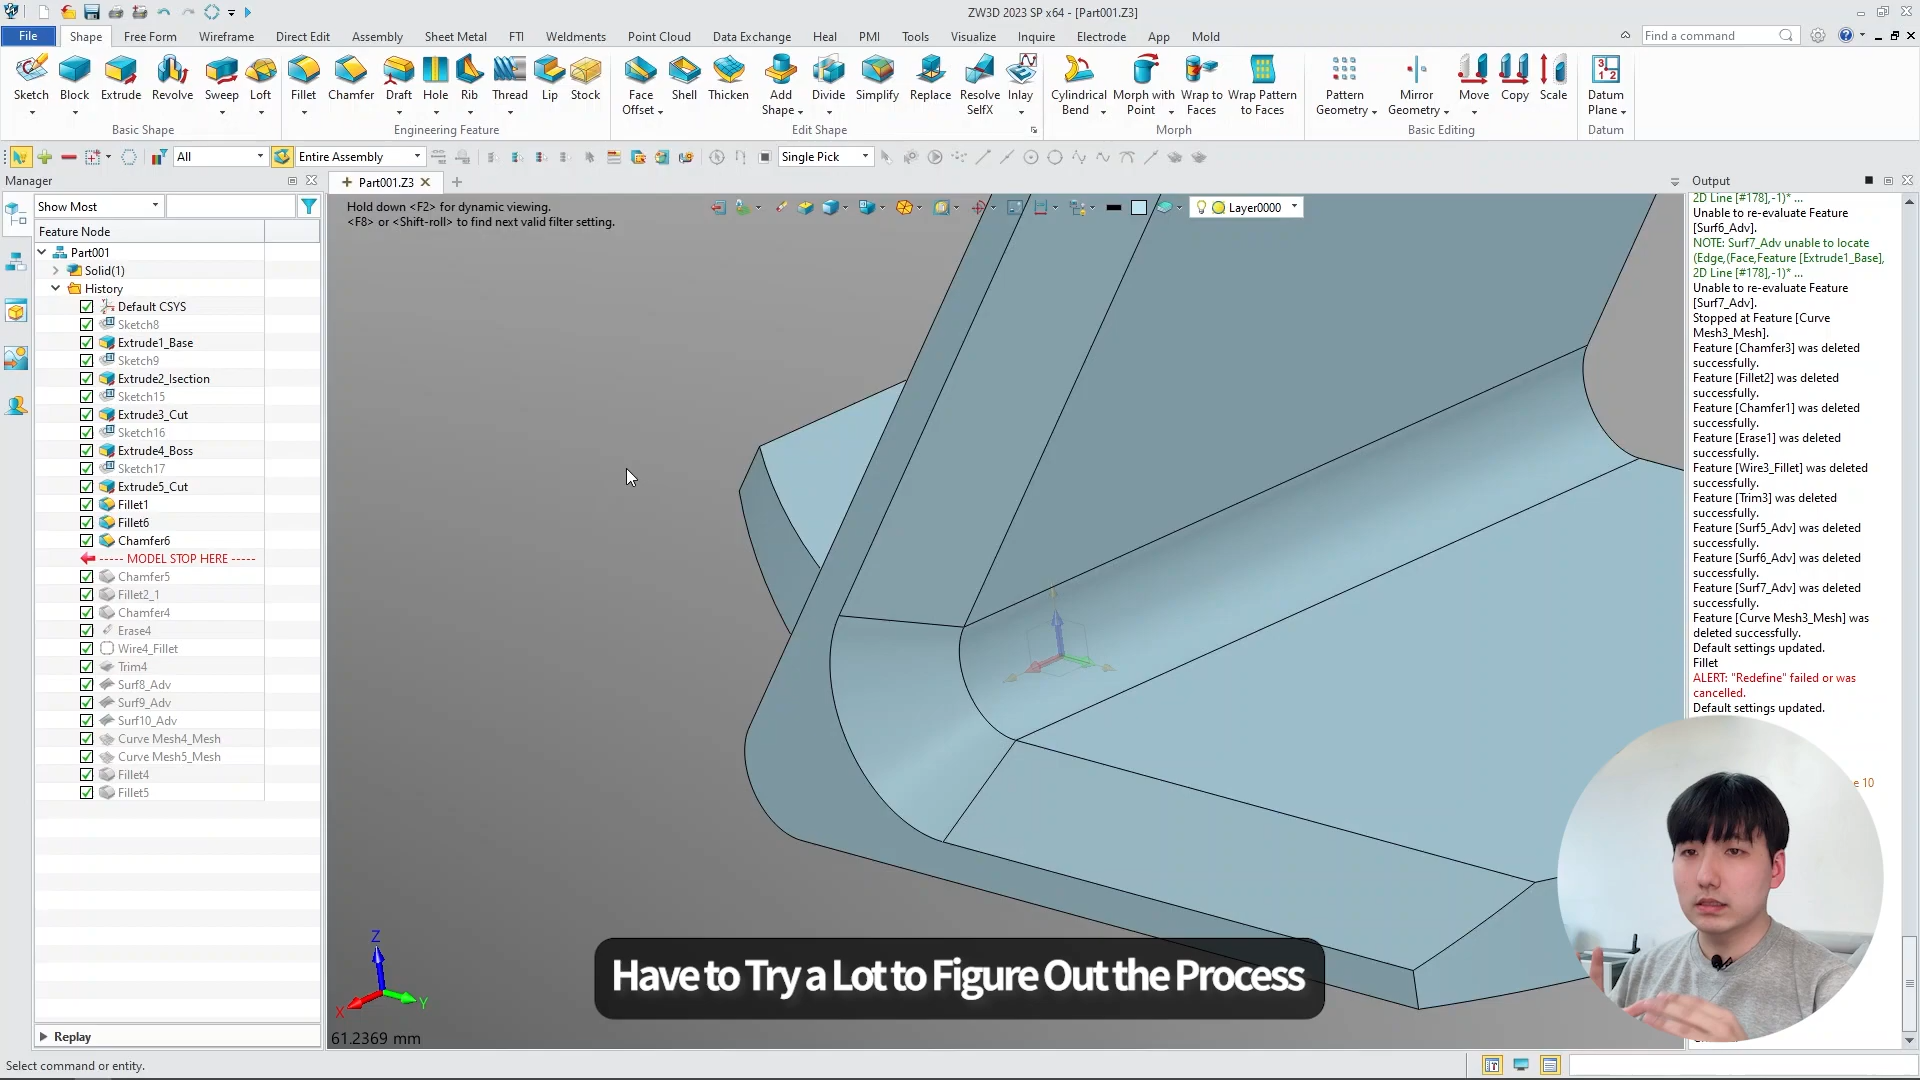 ZW3D 2023 SP x64 - [Part001.Z3]
File Shape Free Form Wireframe Direct Edit Assembly Sheet Metal FTI Weldments Point Cloud Data Exchange Heal PMI Tools Visualize Inquire Electrode App Mold
Find a command
Sketch Block Extrude Revolve Sweep Loft
Basic Shape
Fillet Chamfer Draft Hole Rib Thread Lip Stock
Engineering Feature
Face Offset Shell Thicken Add Shape Divide Simplify Replace Resolve SelfX Inlay
Edit Shape
Cylindrical Bend Morph with Point Wrap to Faces Wrap Pattern to Faces
Morph
Pattern Geometry Mirror Geometry Move Copy Scale
Basic Editing
Datum Plane
Datum
All
Entire Assembly
Single Pick
Manager
Part001.Z3
Show Most
Feature Node
Part001
Solid(1)
History
Default CSYS
Sketch8
Extrude1_Base
Sketch9
Extrude2_Isection
Sketch15
Extrude3_Cut
Sketch16
Extrude4_Boss
Sketch17
Extrude5_Cut
Fillet1
Fillet6
Chamfer6
----- MODEL STOP HERE -----
Chamfer5
Fillet2_1
Chamfer4
Erase4
Wire4_Fillet
Trim4
Surf8_Adv
Surf9_Adv
Surf10_Adv
Curve Mesh4_Mesh
Curve Mesh5_Mesh
Fillet4
Fillet5
Replay
Select command or entity.
Hold down <F2> for dynamic viewing.
<F8> or <Shift-roll> to find next valid filter setting.
Layer0000
Z
X
Y
61.2369 mm
Have to Try a Lot to Figure Out the Process
Output
2D Line [#178],-1)* ...
Unable to re-evaluate Feature
[Surf6_Adv].
NOTE: Surf7_Adv unable to locate
(Edge,(Face,Feature [Extrude1_Base],
2D Line [#178],-1)* ...
Unable to re-evaluate Feature
[Surf7_Adv].
Stopped at Feature [Curve
Mesh3_Mesh].
Feature [Chamfer3] was deleted
successfully.
Feature [Fillet2] was deleted
successfully.
Feature [Chamfer1] was deleted
successfully.
Feature [Erase1] was deleted
successfully.
Feature [Wire3_Fillet] was deleted
successfully.
Feature [Trim3] was deleted
successfully.
Feature [Surf5_Adv] was deleted
successfully.
Feature [Surf6_Adv] was deleted
successfully.
Feature [Surf7_Adv] was deleted
successfully.
Feature [Curve Mesh3_Mesh] was
deleted successfully.
Default settings updated.
Fillet
ALERT: "Redefine" failed or was
cancelled.
Default settings updated.
10